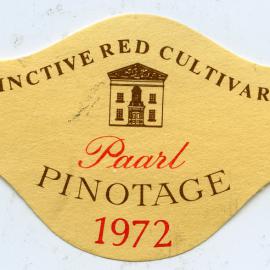 INCTIVE RED CULTIVAR
Paarl
PINOTAGE
1972